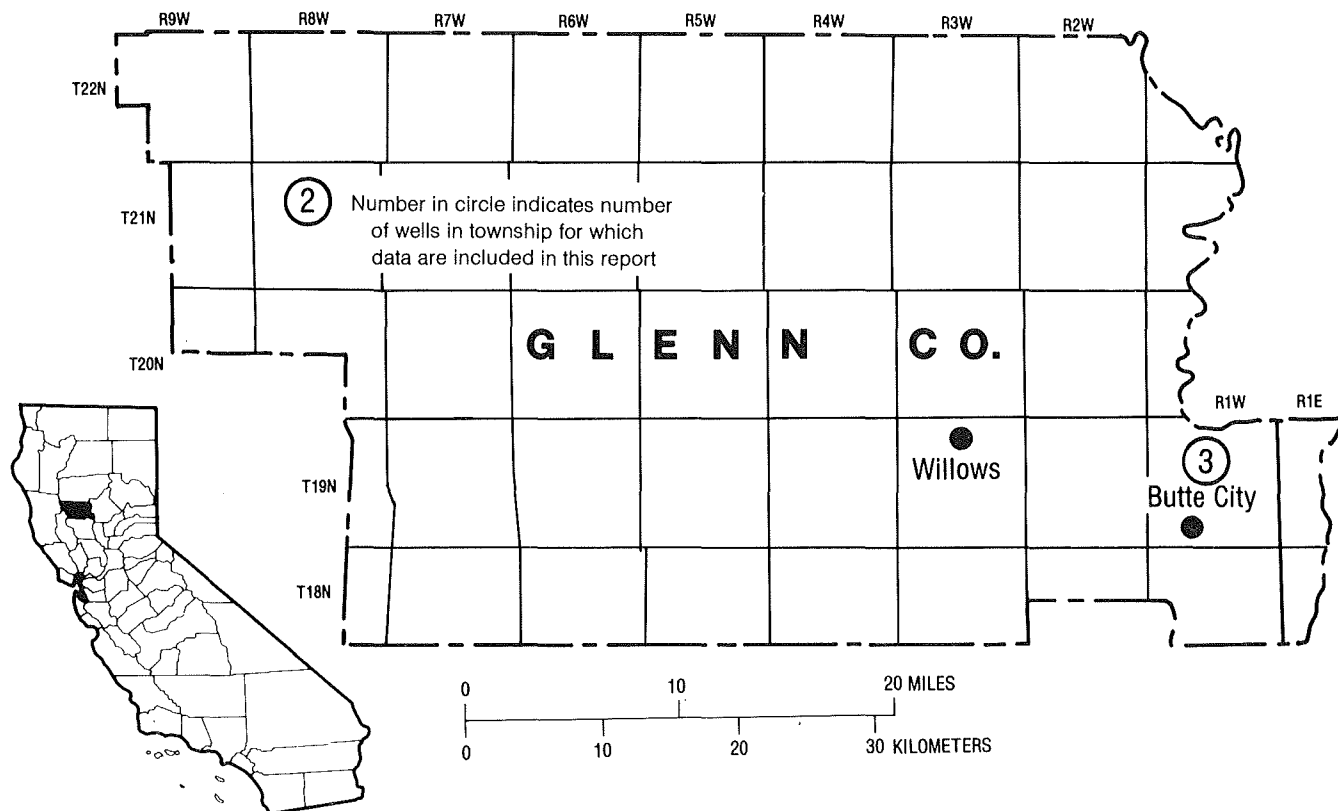 R9W R8W R7W R6W R5W R4W R3W R2W
T22N
T21N
2
Number in circle indicates number
of wells in township for which
data are included in this report
GLENN CO.
T20N
R1W R1E
T19N
Willows
3
Butte City
T18N
0 10 20 MILES
0 10 20 30 KILOMETERS